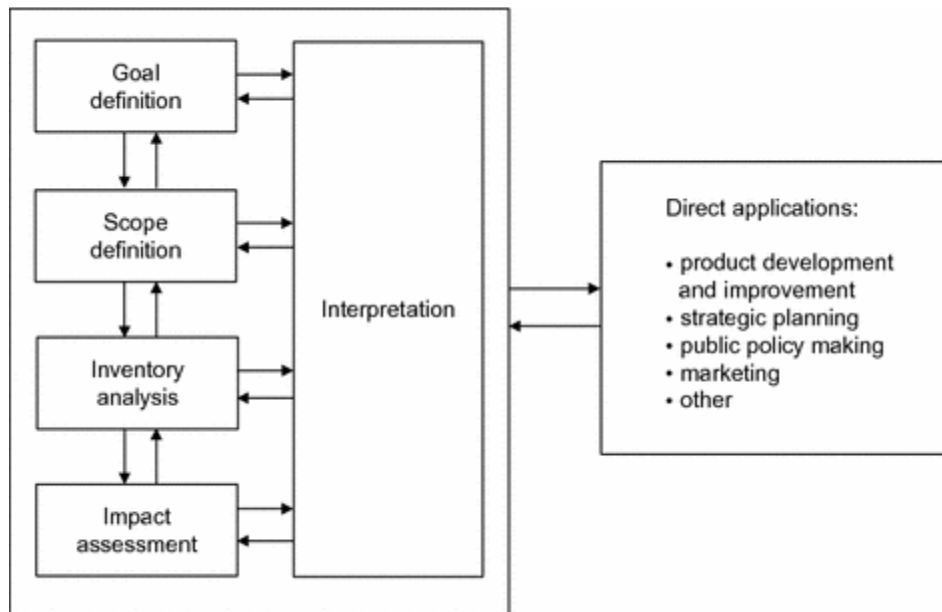 Goal
definition
Scope
definition
Inventory
analysis
Impact
assessment
Interpretation
Direct applications:
• product development
and improvement
• strategic planning
• public policy making
• marketing
• other